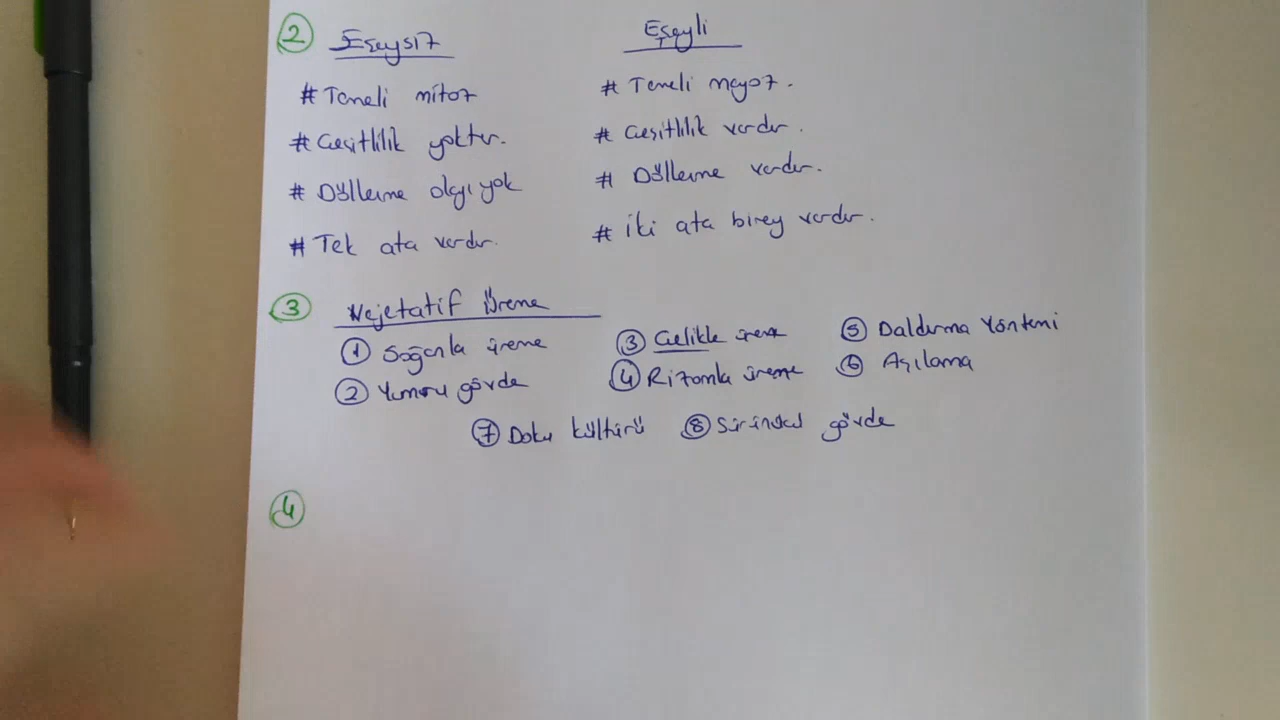 2 Eşeysiz
Eşeyli
# Temeli mitoz
# Temeli mayoz.
# Çeşitlilik yoktur.
# Çeşitlilik vardır.
# Dölleme olayı yok
# Dölleme vardır.
# Tek ata vardır.
# İki ata birey vardır.
3 Vejetatif Üreme
1 Soğanla üreme
3 Çelikle üreme
5 Daldırma Yöntemi
2 Yumru gövde
4 Rizomla üreme
6 Aşılama
7 Doku kültürü
8 Sürünücü gövde
4